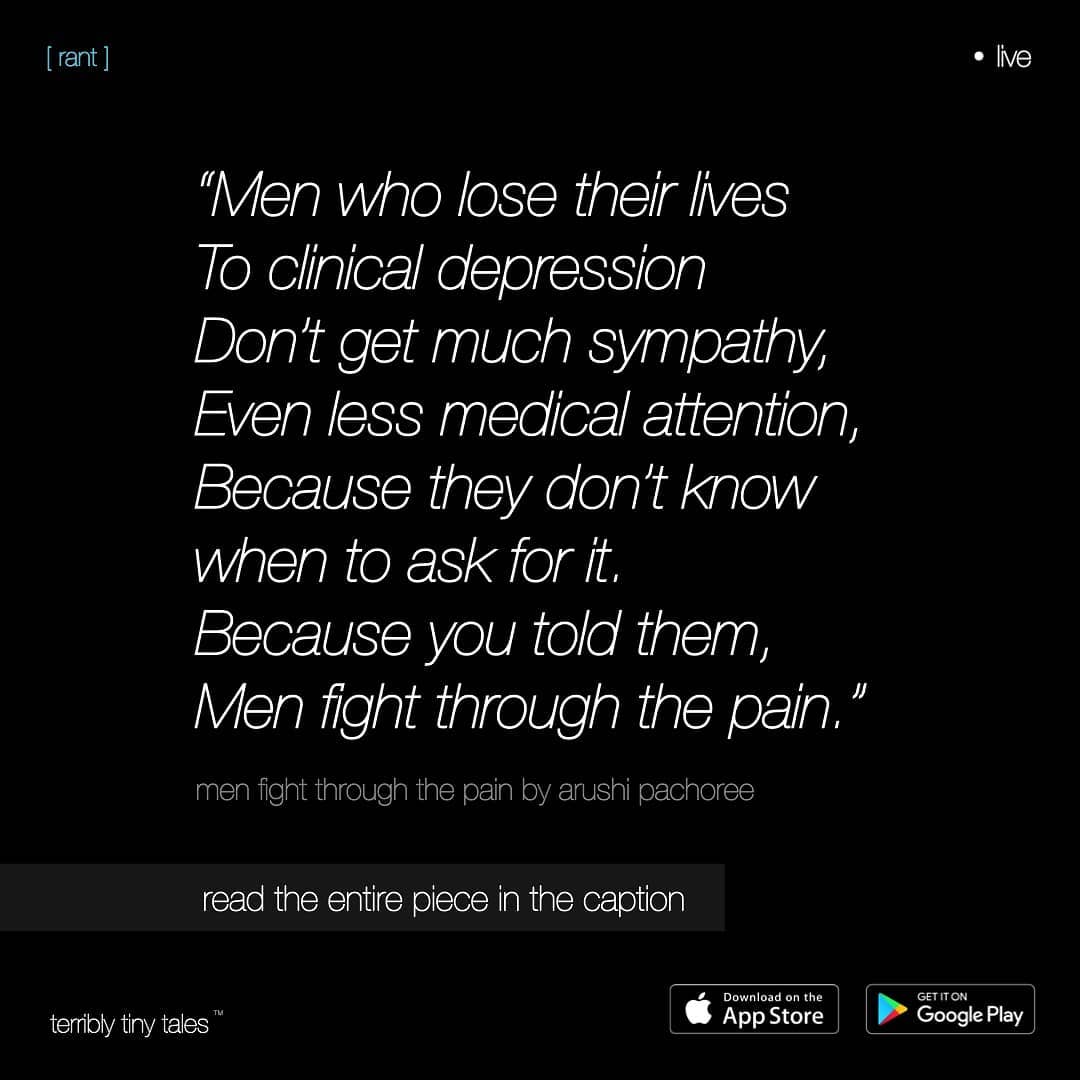 [ rant ]
• live
“Men who lose their lives
To clinical depression
Don’t get much sympathy,
Even less medical attention,
Because they don’t know
when to ask for it.
Because you told them,
Men fight through the pain.”
men fight through the pain by arushi pachoree
read the entire piece in the caption
terribly tiny tales™
Download on the
App Store
GET IT ON
Google Play